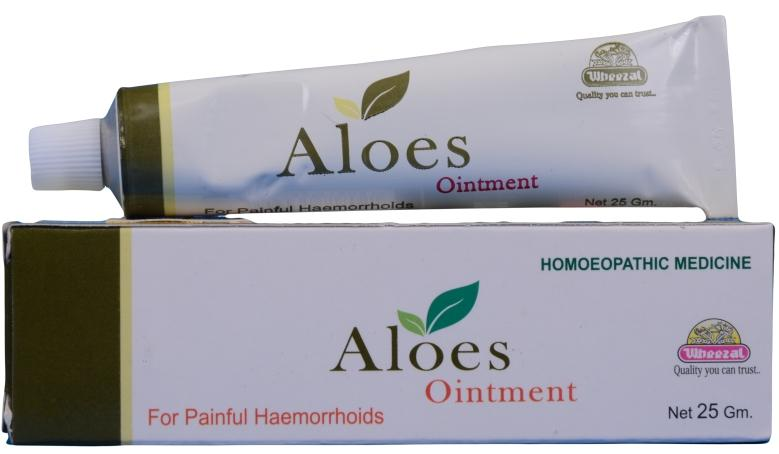 Wheezal
Quality you can trust..
Aloes
Ointment
For Painful Haemorrhoids
Net 25 Gm.
HOMOEOPATHIC MEDICINE
Aloes
Ointment
Wheezal
Quality you can trust..
For Painful Haemorrhoids
Net 25 Gm.